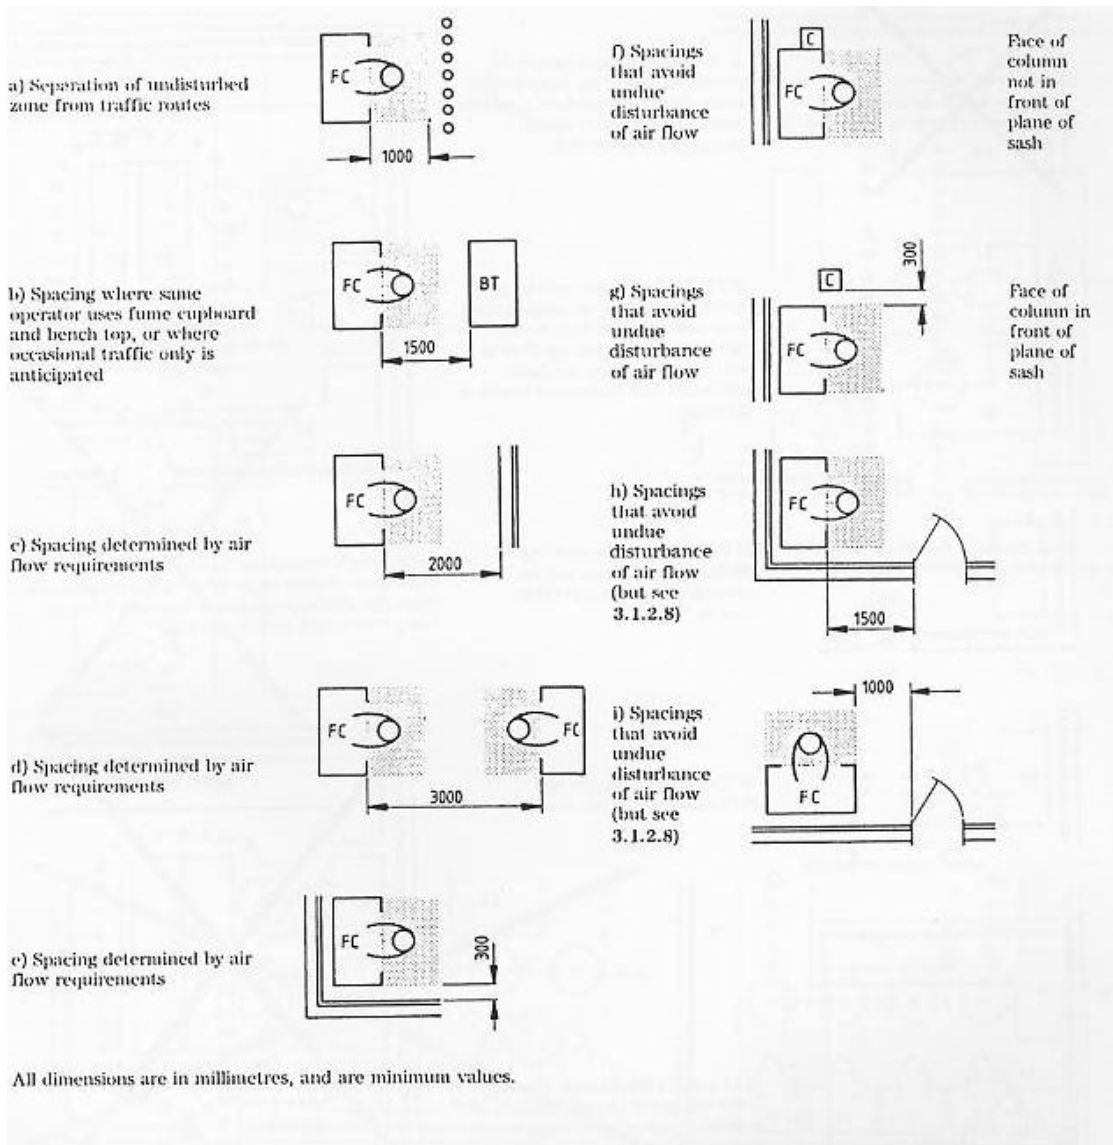 a) Seperation of undisturbed
zone from traffic routes
FC
1000
b) Spacing where same
operator uses fume cupboard
and bench top, or where
occasional traffic only is
anticipated
FC
BT
1500
c) Spacing determined by air
flow requirements
FC
2000
d) Spacing determined by air
flow requirements
FC
FC
3000
e) Spacing determined by air
flow requirements
FC
300
f) Spacings
that avoid
undue
disturbance
of air flow
C
FC
Face of
column
not in
front of
plane of
sash
g) Spacings
that avoid
undue
disturbance
of air flow
C
300
FC
Face of
column in
front of
plane of
sash
h) Spacings
that avoid
undue
disturbance
of air flow
(but see
3.1.2.8)
FC
1500
i) Spacings
that avoid
undue
disturbance
of air flow
(but see
3.1.2.8)
1000
FC
All dimensions are in millimetres, and are minimum values.